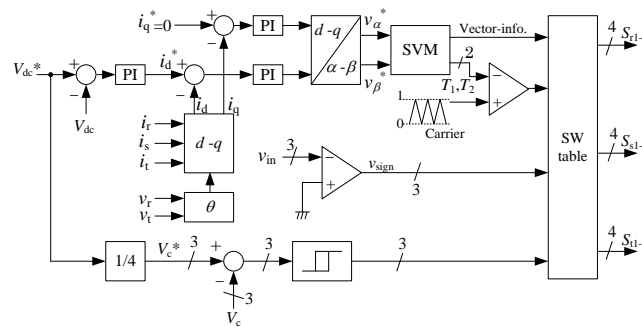 i_q*=0
PI
d-q
α-β
v_α*
v_β*
SVM
Vector-info.
2
T_1,T_2
4
S_r1-
V_dc*
+
−
PI
i_d*
+
−
−
PI
V_dc
i_d
i_q
i_r
i_s
i_t
d-q
v_r
v_t
θ
1
0
Carrier
−
+
v_in
3
−
+
v_sign
3
SW
table
4
S_s1-
4
S_t1-
1/4
V_c*
3
+
−
3
V_c
3
3